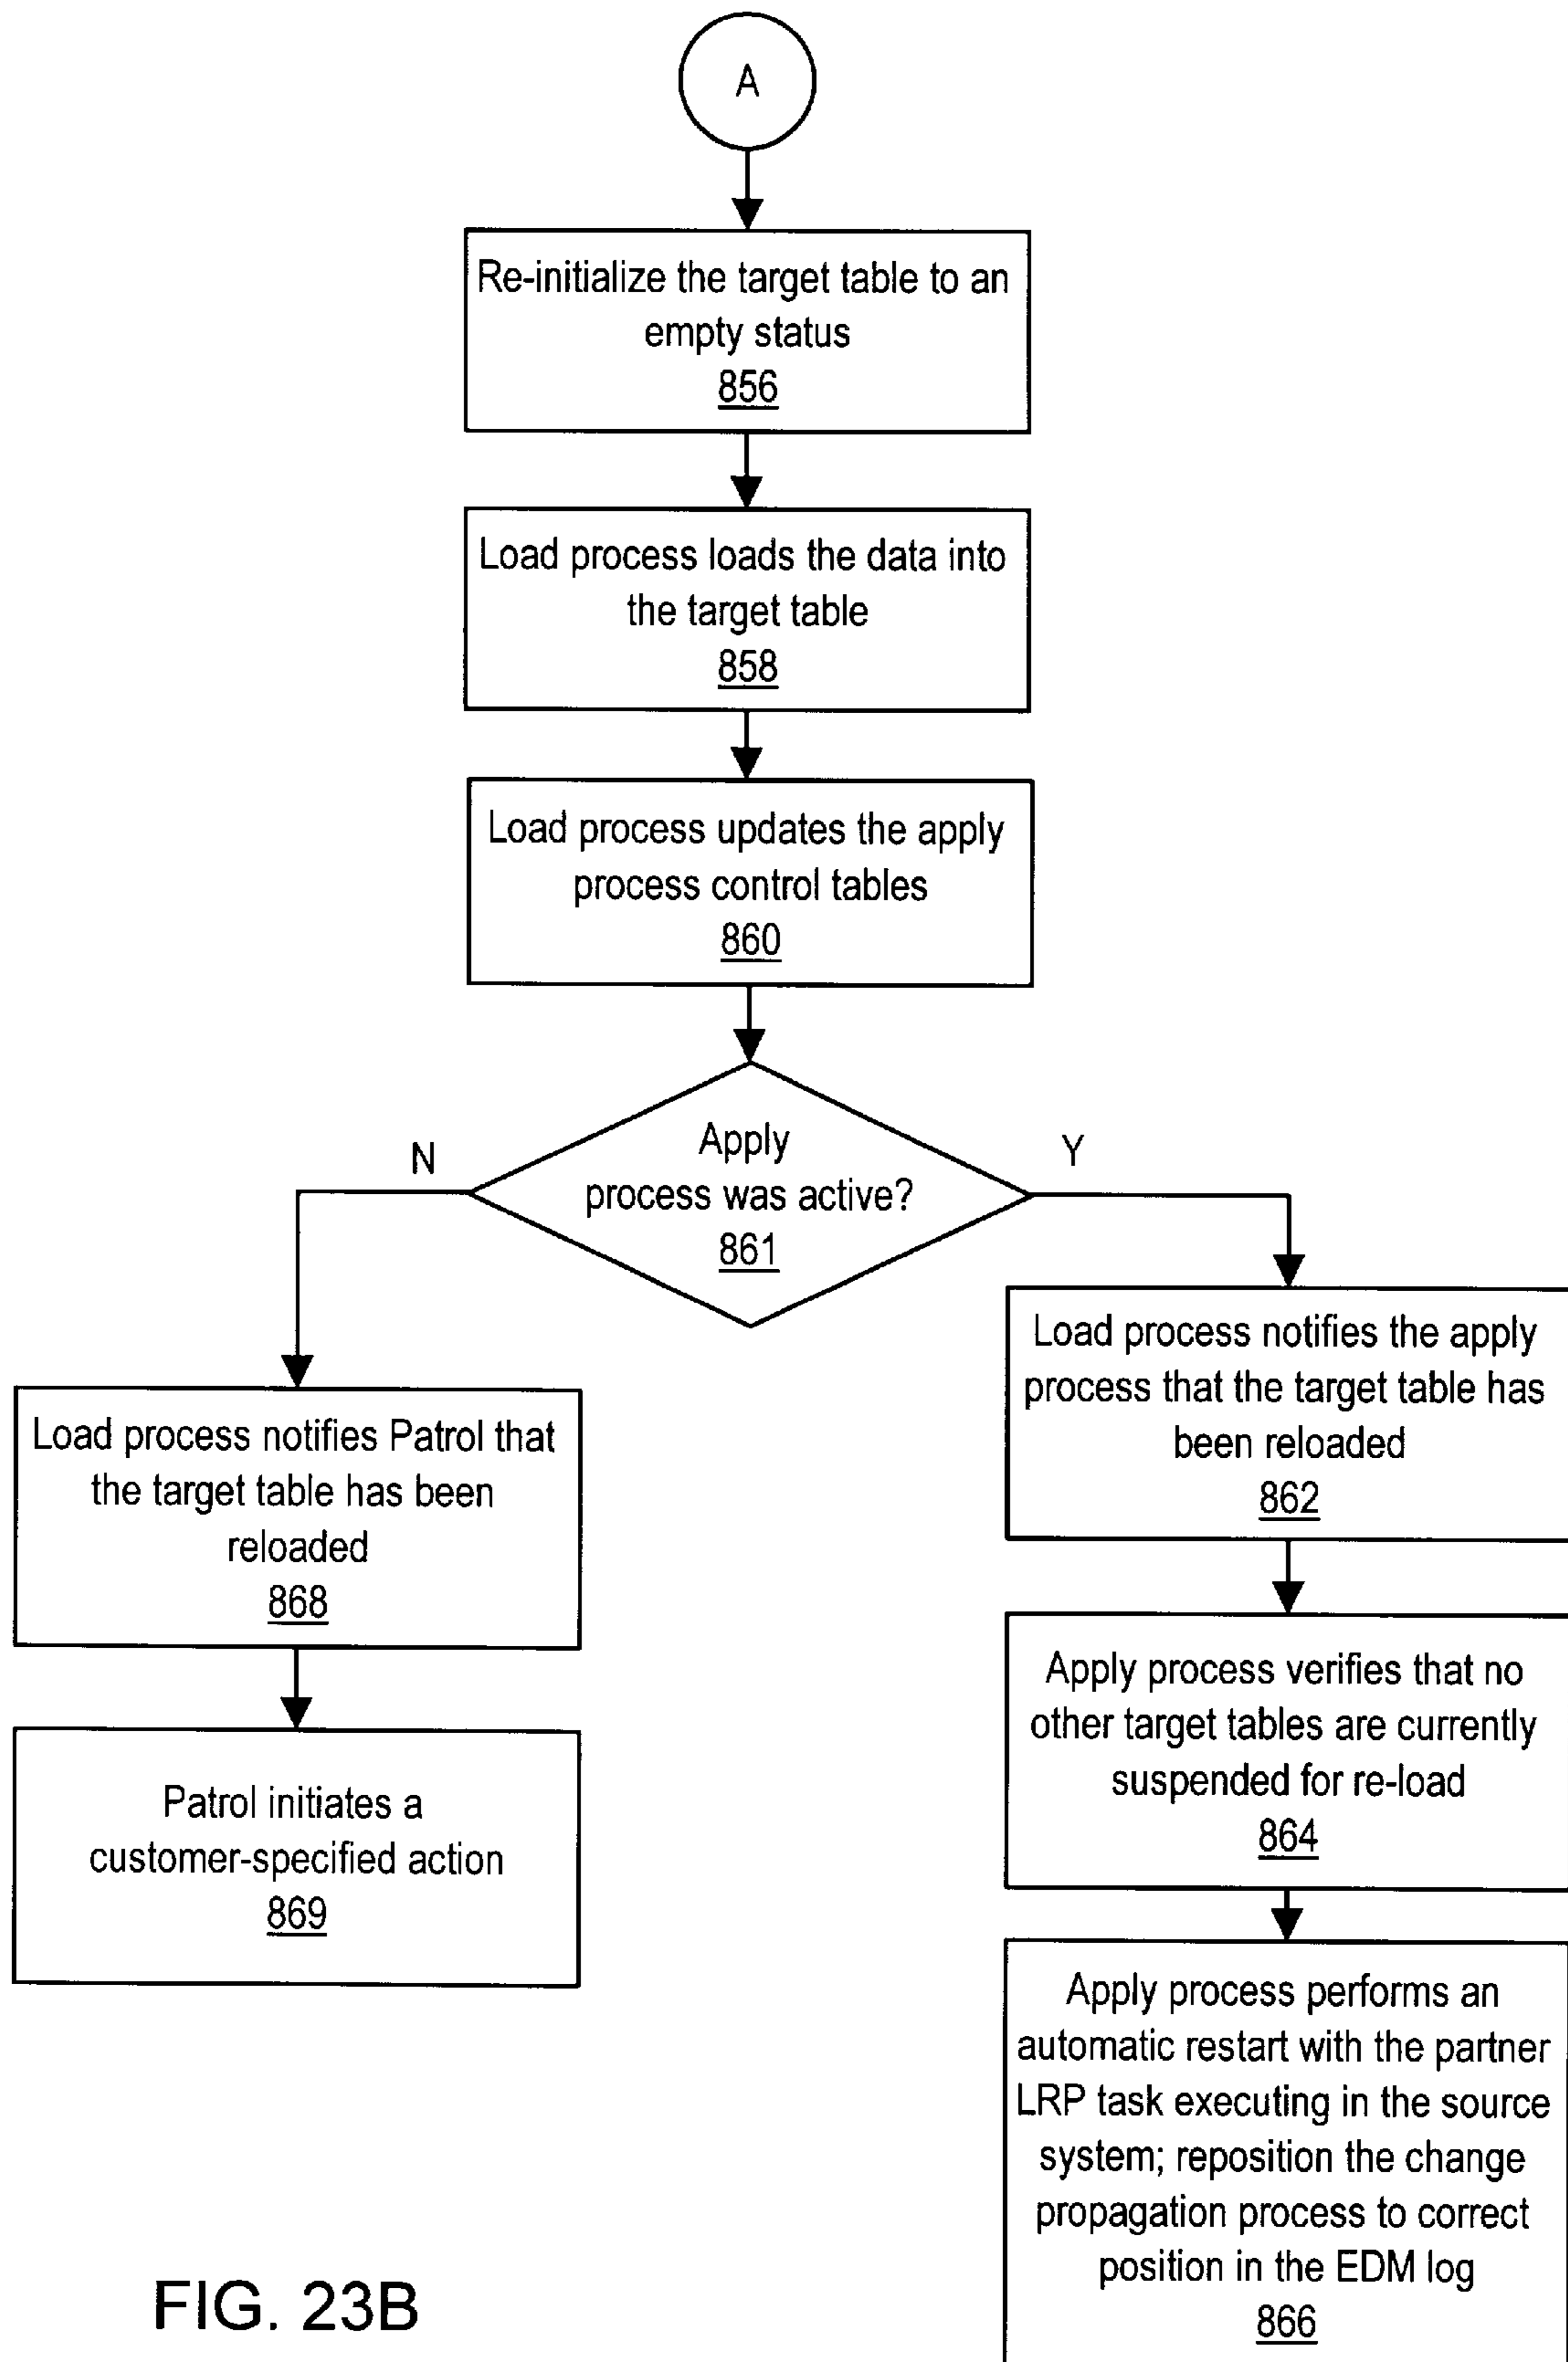 A
Re-initialize the target table to an
empty status
856
Load process loads the data into
the target table
858
Load process updates the apply
process control tables
860
Apply
process was active?
861
N
Y
Load process notifies the apply
process that the target table has
been reloaded
862
Load process notifies Patrol that
the target table has been
reloaded
868
Apply process verifies that no
other target tables are currently
suspended for re-load
864
Patrol initiates a
customer-specified action
869
Apply process performs an
automatic restart with the partner
LRP task executing in the source
system; reposition the change
propagation process to correct
position in the EDM log
866
FIG. 23B